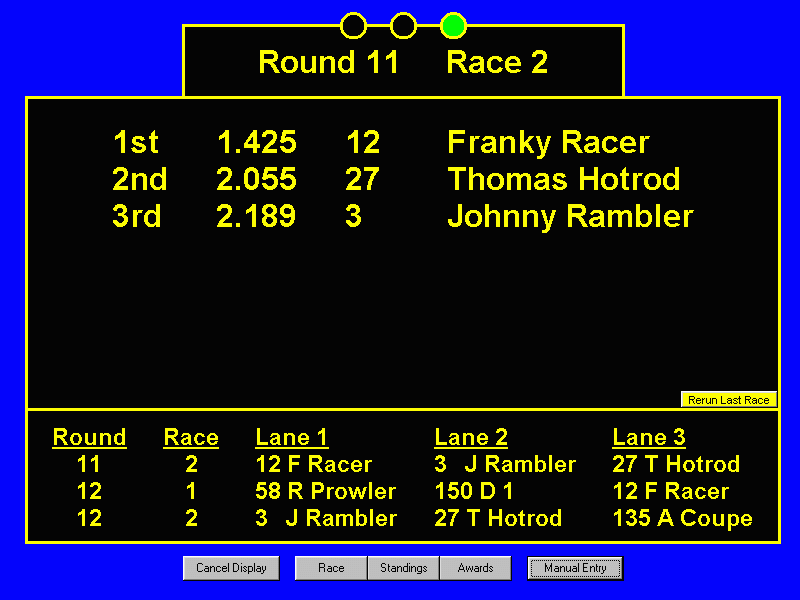 Round 11 Race 2
1st 1.425 12 Franky Racer
2nd 2.055 27 Thomas Hotrod
3rd 2.189 3 Johnny Rambler
Rerun Last Race
Round Race Lane 1 Lane 2 Lane 3
11 2 12 F Racer 3 J Rambler 27 T Hotrod
12 1 58 R Prowler 150 D 1 12 F Racer
12 2 3 J Rambler 27 T Hotrod 135 A Coupe
Cancel Display Race Standings Awards Manual Entry